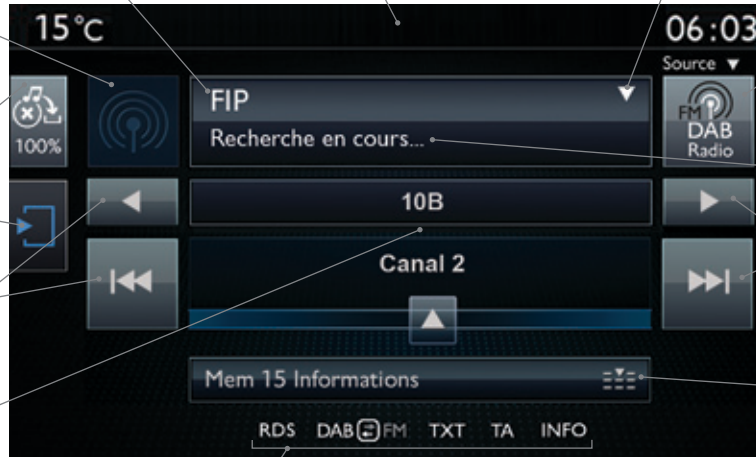 15°C
06:03
Source ▼
100%
FIP
Recherche en cours...
FM
DAB
Radio
10B
Canal 2
Mem 15 Informations
RDS DAB FM TXT TA INFO